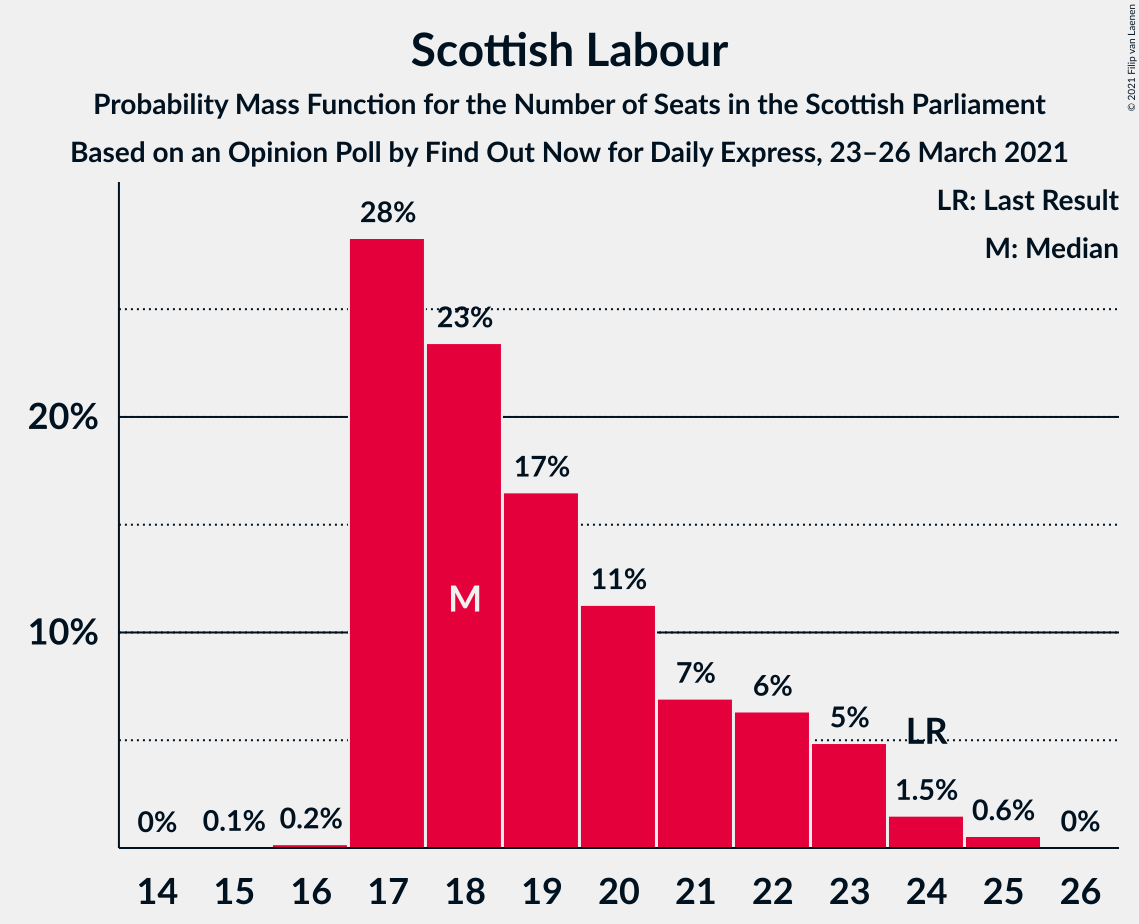 Scottish Labour
Probability Mass Function for the Number of Seats in the Scottish Parliament
Based on an Opinion Poll by Find Out Now for Daily Express, 23–26 March 2021
© 2021 Filip van Laenen
LR: Last Result
M: Median
28%
23%
20%
17%
11%
M
10%
7%
6%
5%
LR
1.5%
0.6%
0%
0.1%
0.2%
0%
14 15 16 17 18 19 20 21 22 23 24 25 26